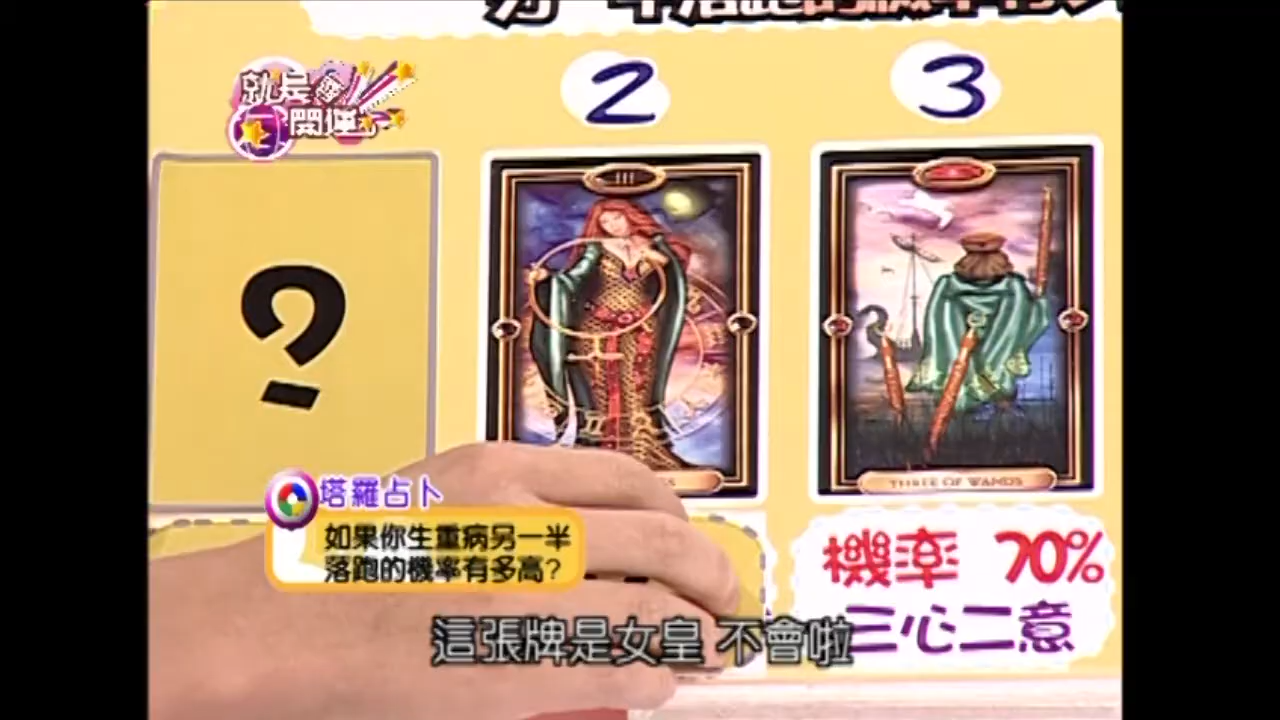 就是
開運
2
3
III
THREE OF WANDS
塔羅占卜
如果你生重病另一半
落跑的機率有多高?
機率 70%
三心二意
這張牌是女皇 不會啦